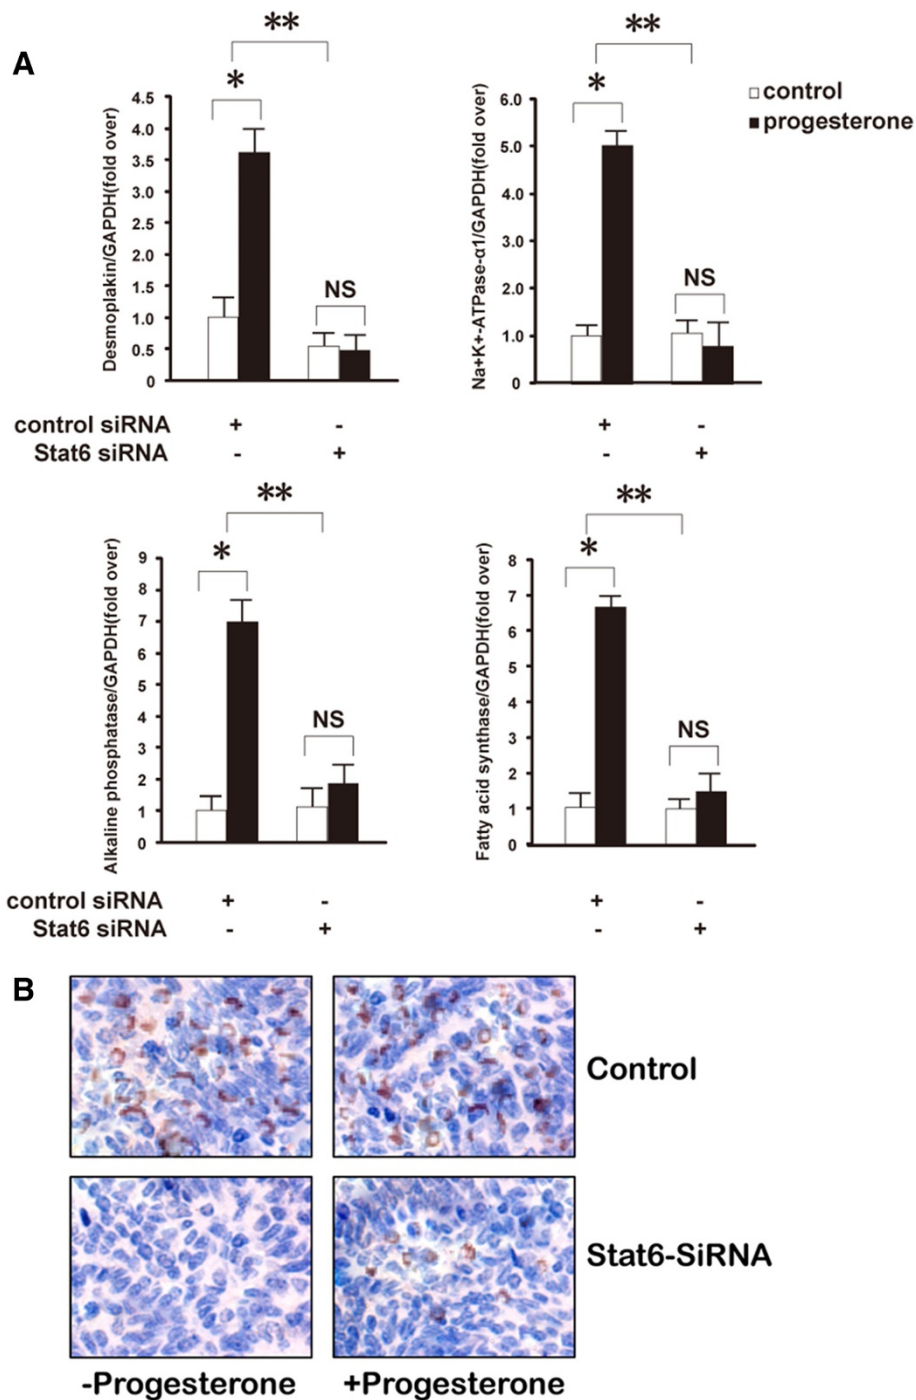 A
**
*
4.5
4.0
3.5
3.0
2.5
2.0
1.5
1.0
0.5
0
Desmoplakin/GAPDH(fold over)
NS
**
*
6.0
5.0
4.0
3.0
2.0
1.0
0
Na+K+-ATPase-α1/GAPDH(fold over)
NS
control
progesterone
control siRNA + - + -
Stat6 siRNA - + - +
**
*
9
8
7
6
5
4
3
2
1
0
Alkaline phosphatase/GAPDH(fold over)
NS
**
*
8
7
6
5
4
3
2
1
0
Fatty acid synthase/GAPDH(fold over)
NS
control siRNA + - + -
Stat6 siRNA - + - +
B
Control
Stat6-SiRNA
-Progesterone +Progesterone